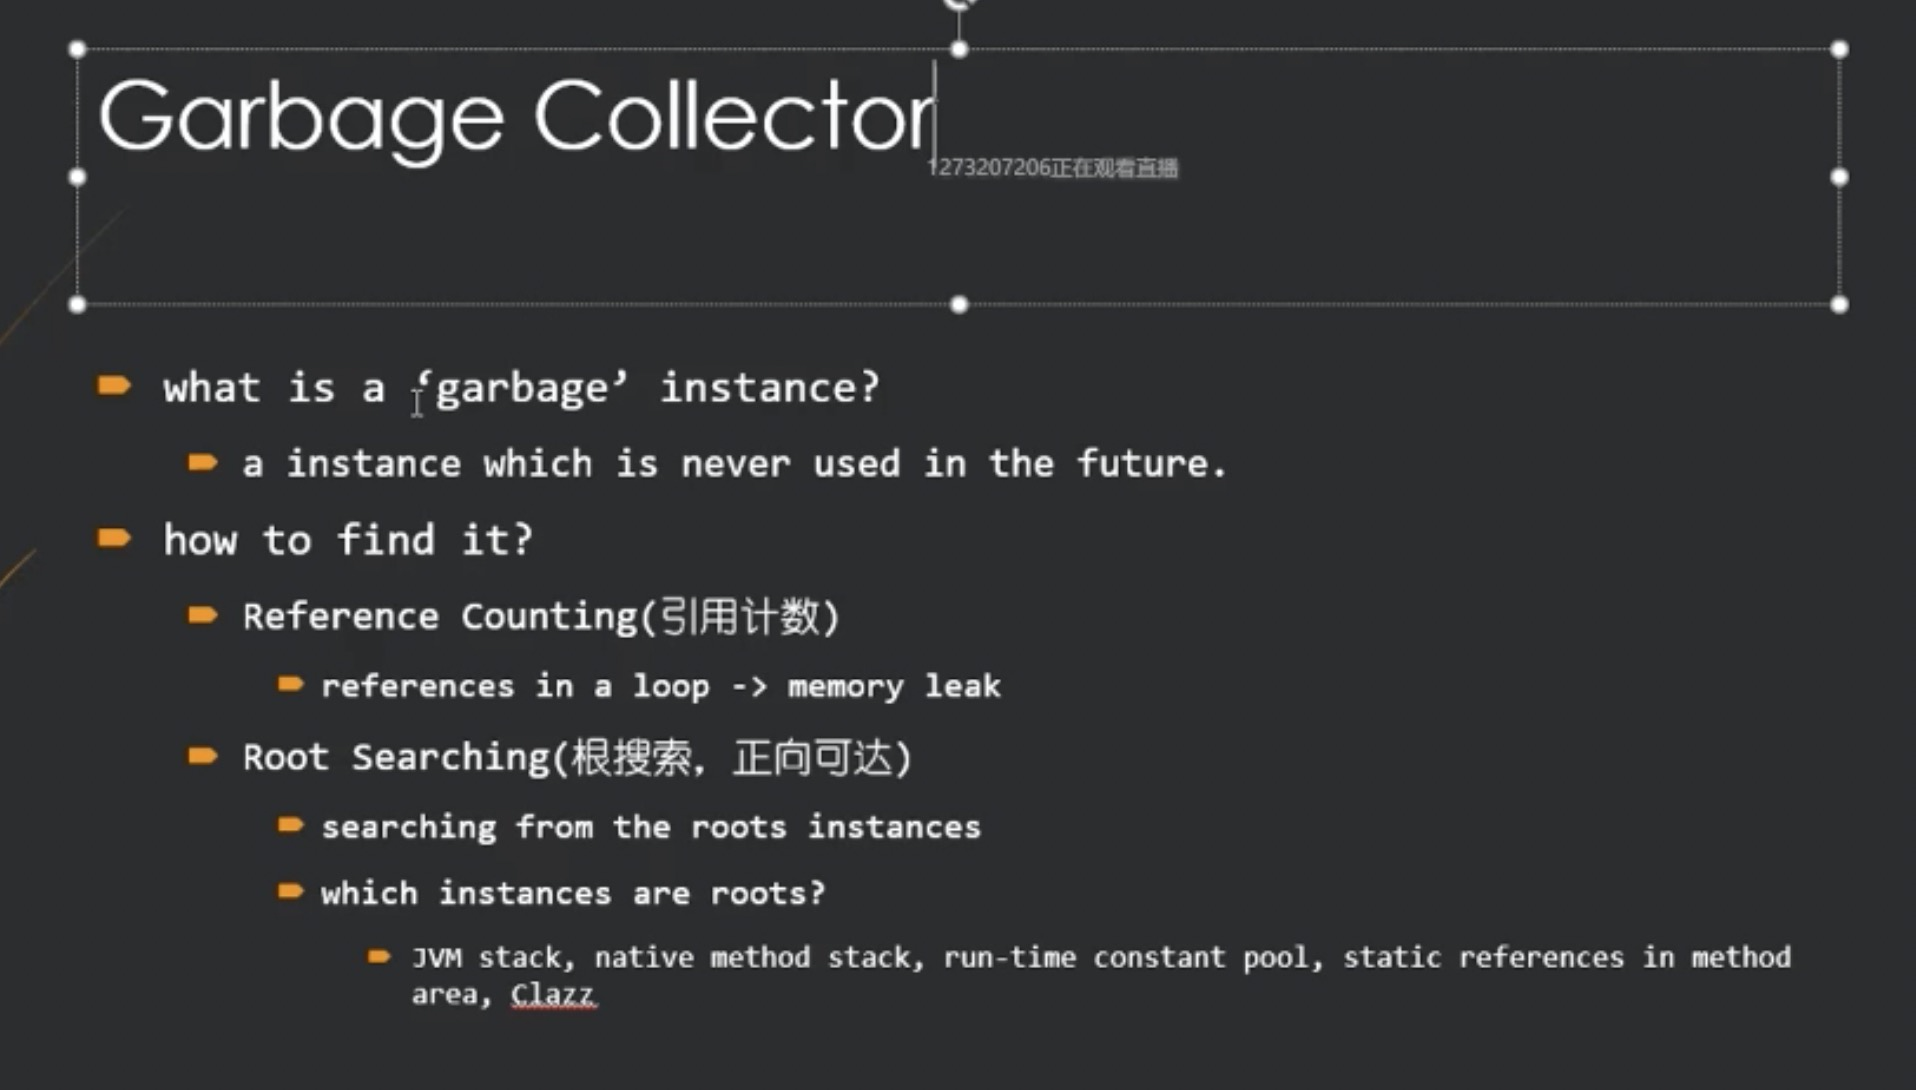 Garbage Collector
1273207206正在观看直播
what is a ‘garbage’ instance?
a instance which is never used in the future.
how to find it?
Reference Counting(引用计数)
references in a loop -> memory leak
Root Searching(根搜索，正向可达)
searching from the roots instances
which instances are roots?
JVM stack, native method stack, run-time constant pool, static references in method
area, Clazz